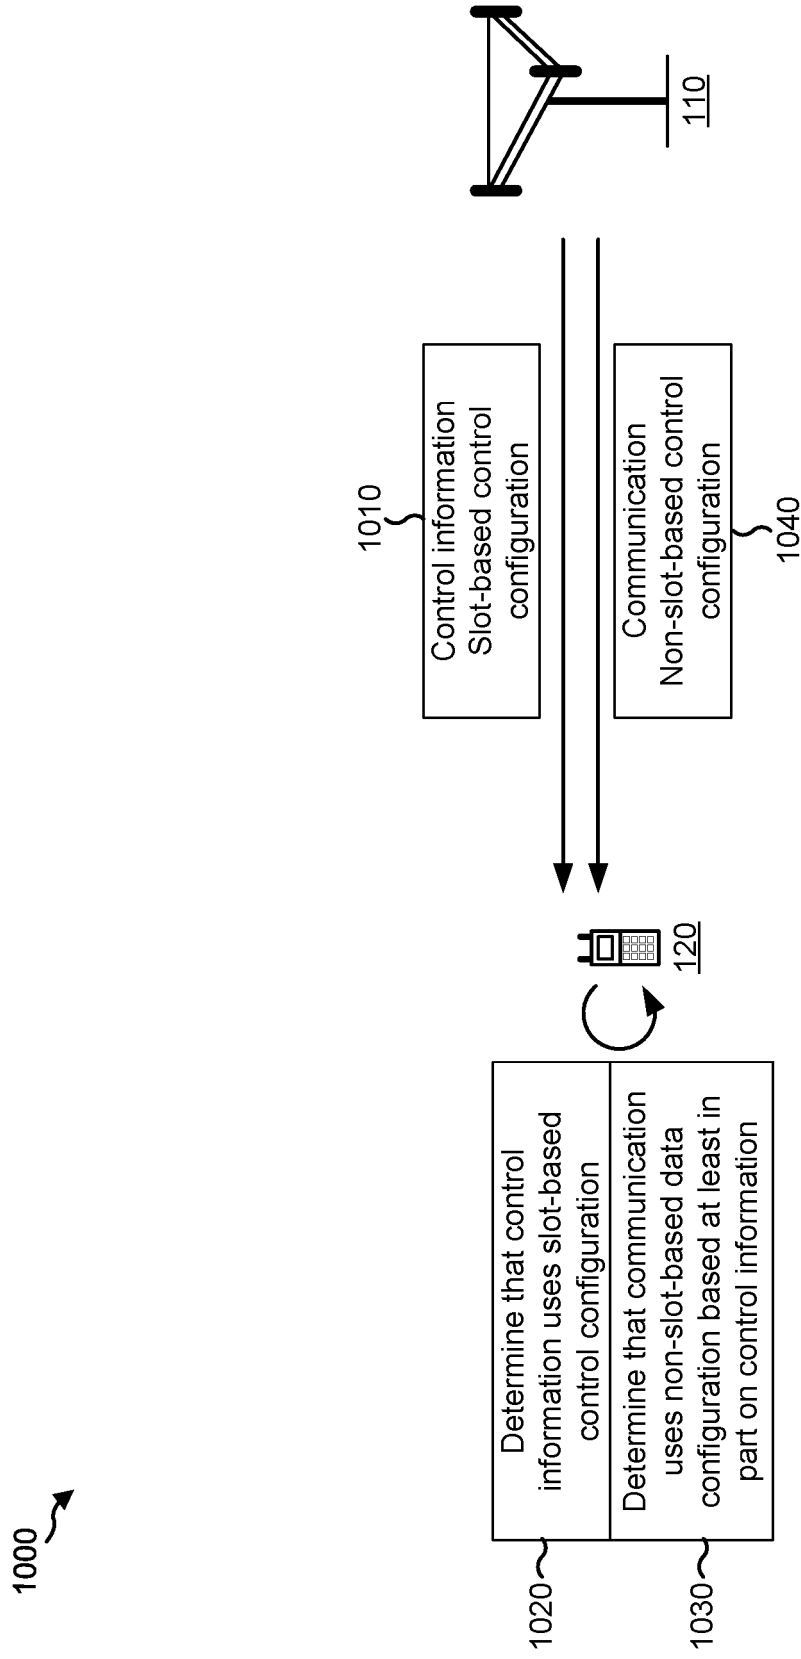 1000
1020
Determine that control
information uses slot-based
control configuration
1030
Determine that communication
uses non-slot-based data
configuration based at least in
part on control information
120
1010
Control information
Slot-based control
configuration
Communication
Non-slot-based control
configuration
1040
110